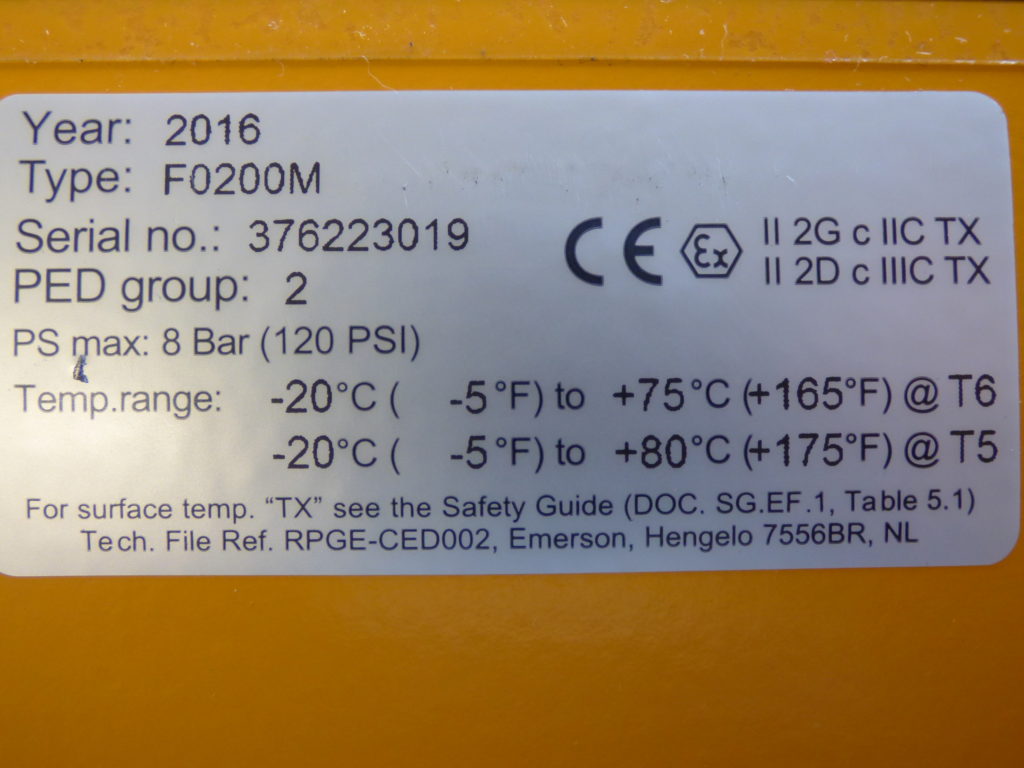 Year: 2016
Type: F0200M
Serial no.: 376223019
PED group: 2
CE Ex II 2G c IIC TX
II 2D c IIIC TX
PS max: 8 Bar (120 PSI)
Temp.range: -20°C ( -5°F) to +75°C (+165°F) @ T6
-20°C ( -5°F) to +80°C (+175°F) @ T5
For surface temp. “TX” see the Safety Guide (DOC. SG.EF.1, Table 5.1)
Tech. File Ref. RPGE-CED002, Emerson, Hengelo 7556BR, NL